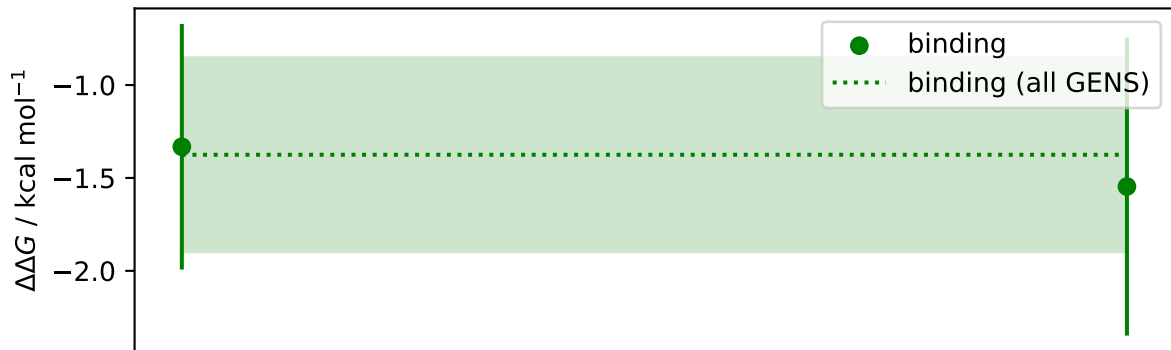 binding
binding (all GENS)
−1.0
−1.5
−2.0
ΔΔG / kcal mol⁻¹